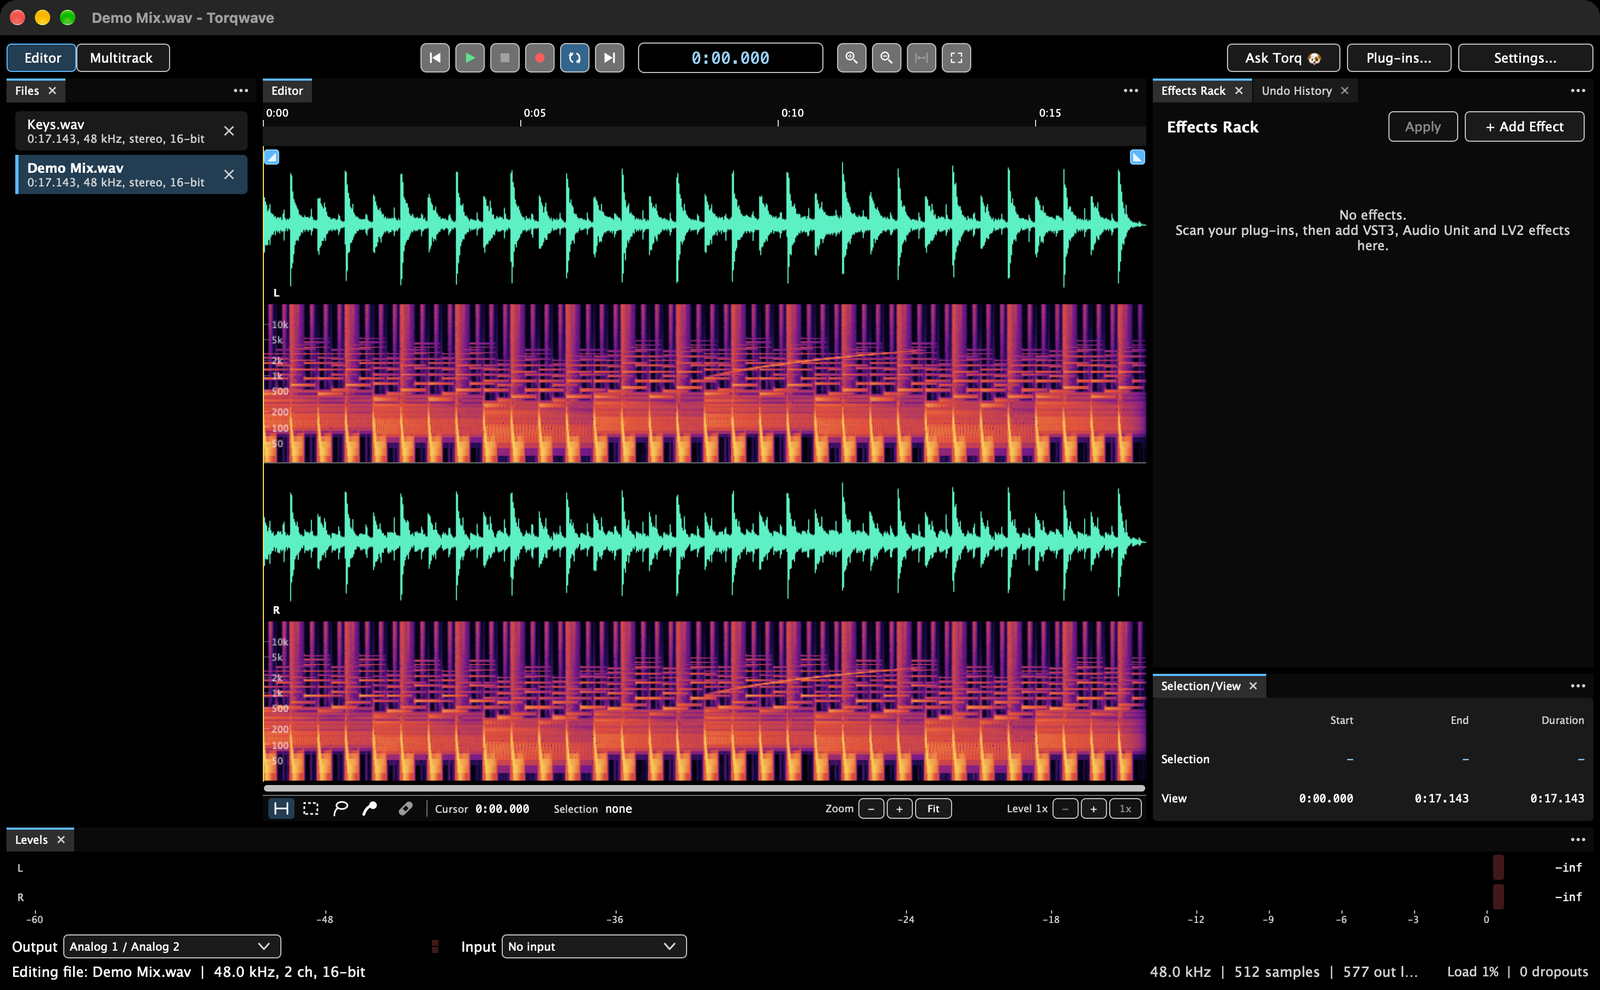 Demo Mix.wav - Torqwave
Editor
Multitrack
0:00.000
Ask Torq
Plug-ins...
Settings...
Files
Keys.wav
0:17.143, 48 kHz, stereo, 16-bit
Demo Mix.wav
0:17.143, 48 kHz, stereo, 16-bit
Editor
0:00 0:05 0:10 0:15
L
10k
5k
2k
1k
500
200
100
50
R
10k
5k
2k
1k
500
200
100
50
Cursor 0:00.000 Selection none
Zoom − + Fit
Level 1x − + 1x
Effects Rack
Undo History
Effects Rack
Apply
+ Add Effect
No effects.
Scan your plug-ins, then add VST3, Audio Unit and LV2 effects
here.
Selection/View
Start End Duration
Selection – – –
View 0:00.000 0:17.143 0:17.143
Levels
L -inf
R -inf
-60 -48 -36 -24 -18 -12 -9 -6 -3 0
Output Analog 1 / Analog 2
Input No input
Editing file: Demo Mix.wav | 48.0 kHz, 2 ch, 16-bit
48.0 kHz | 512 samples | 577 out l... Load 1% | 0 dropouts